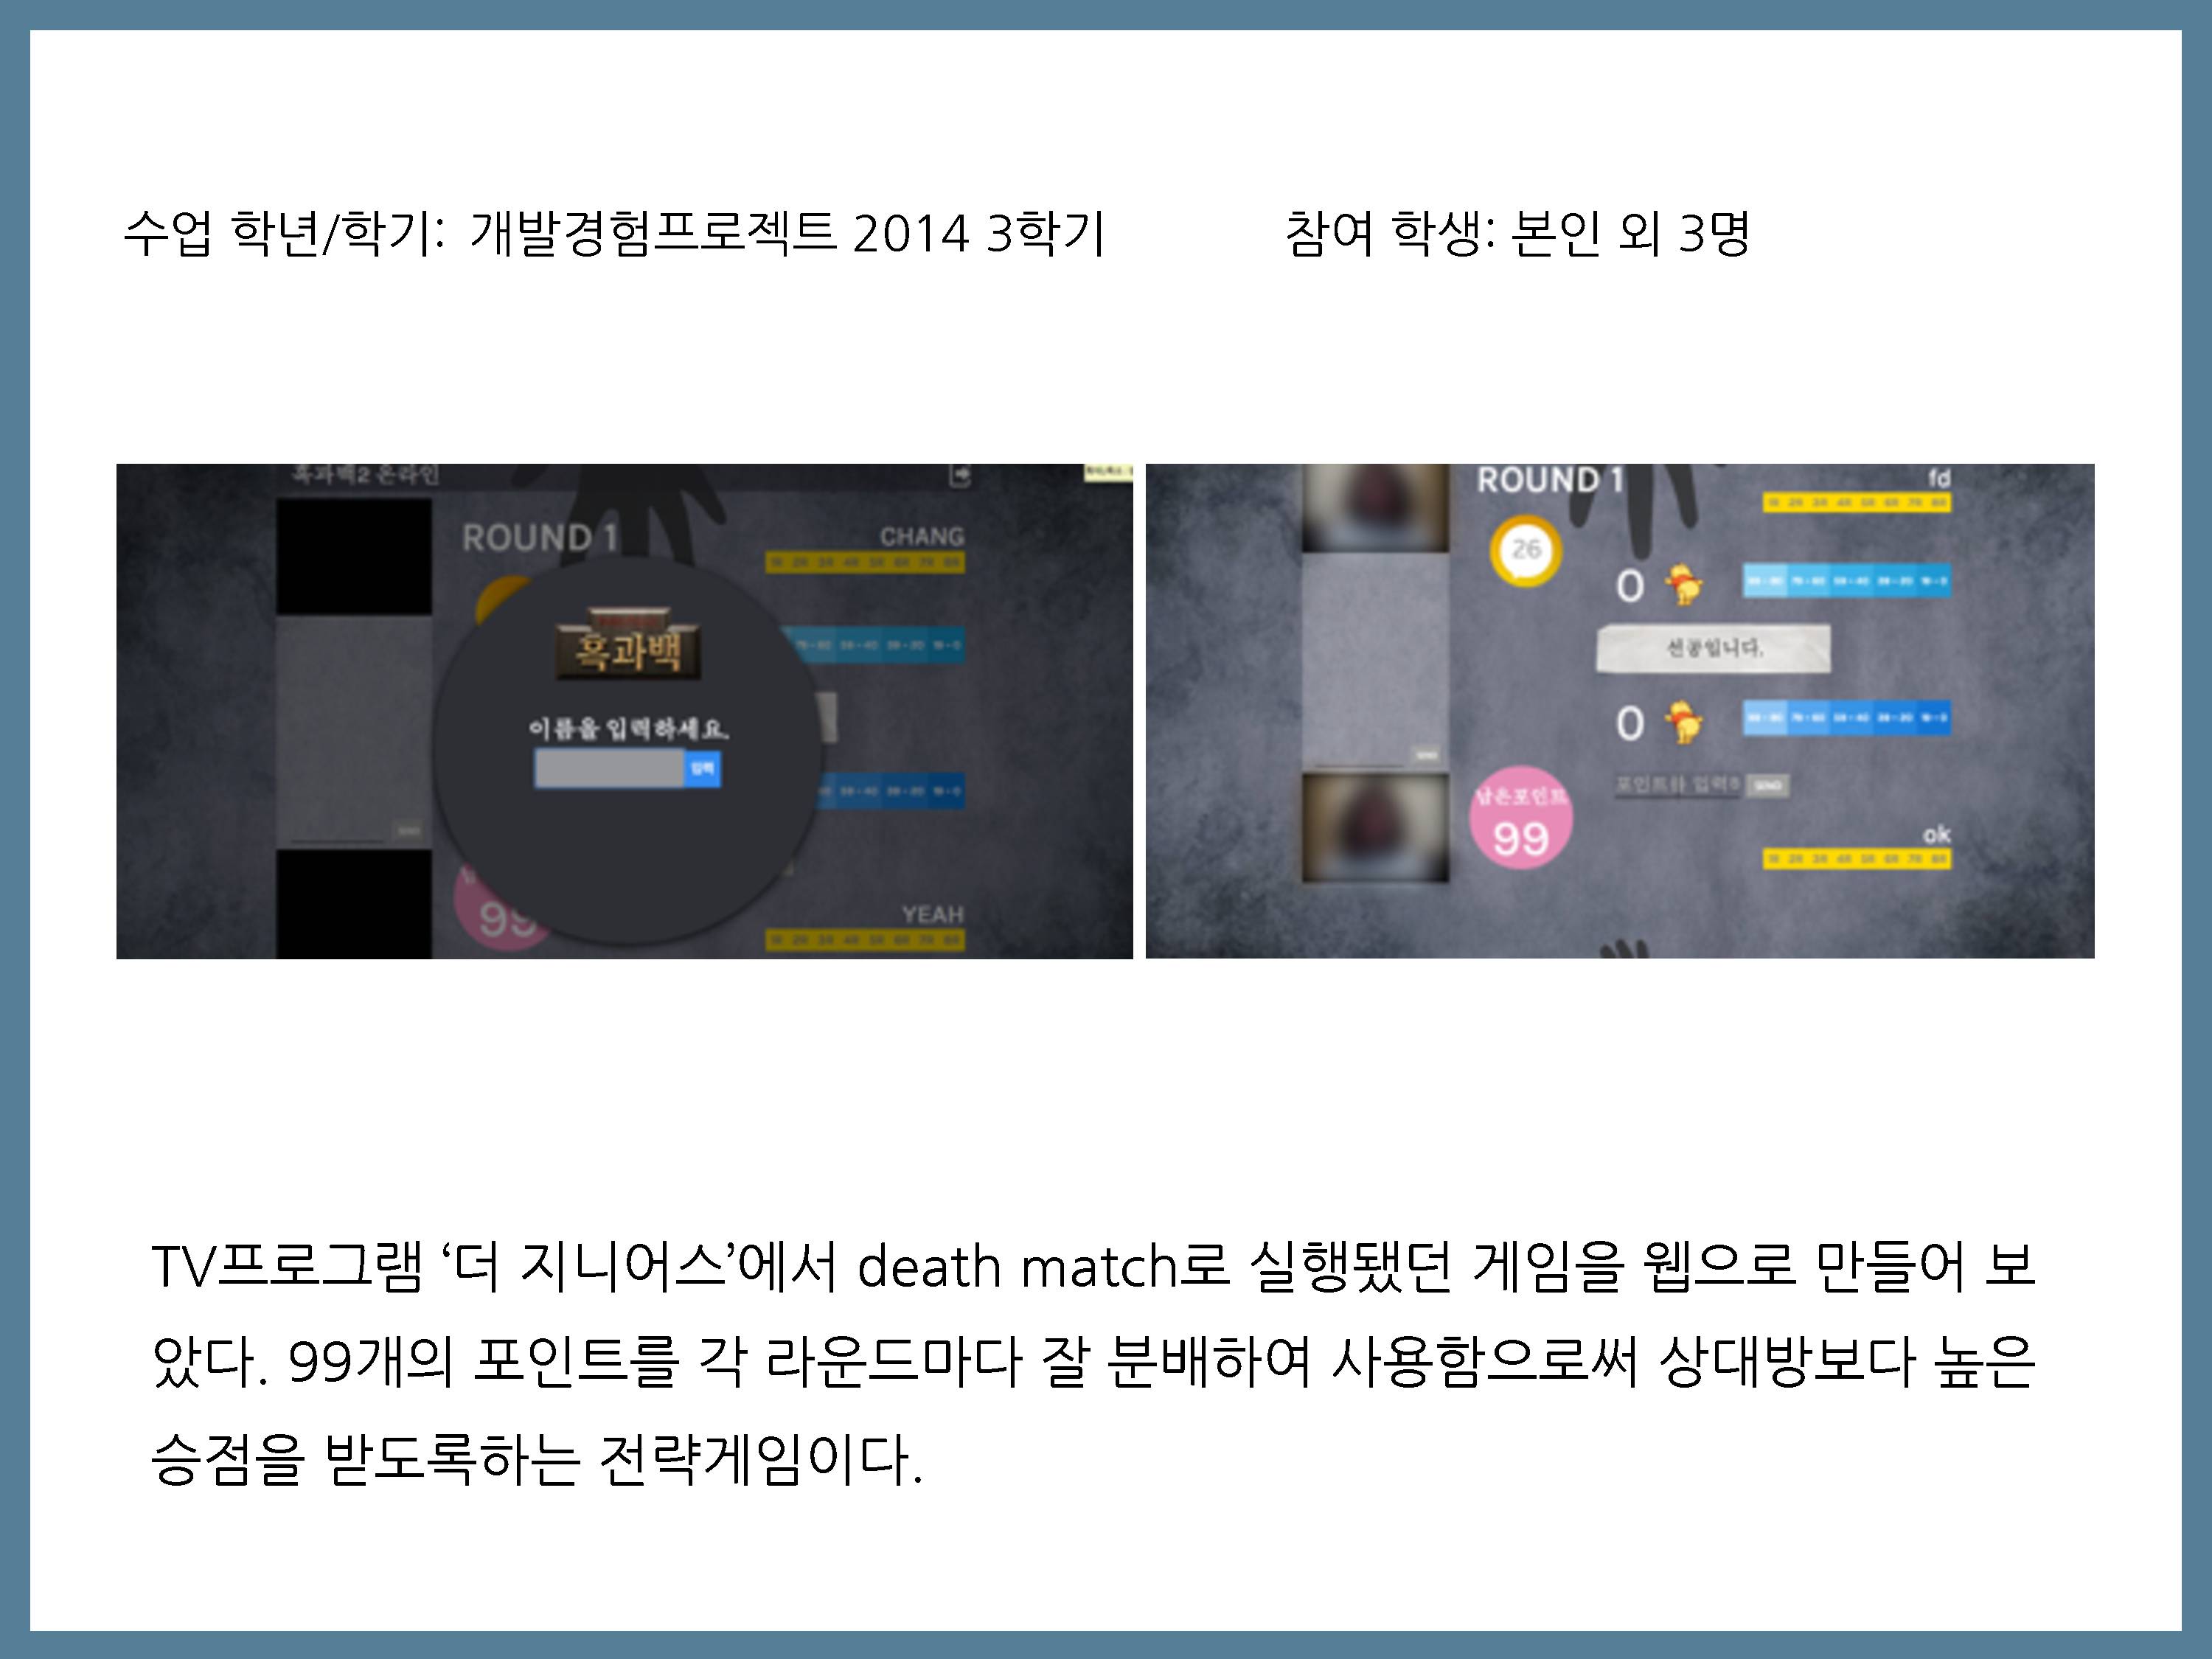 수업 학년/학기: 개발경험프로젝트 2014 3학기
참여 학생: 본인 외 3명
흑과백2 온라인
ROUND 1
CHANG
흑과백
이름을 입력하세요.
입력
99
YEAH
ROUND 1
fd
26
0
선공입니다.
0
포인트를 입력하
SEND
남은포인트
99
ok
TV프로그램 ‘더 지니어스’에서 death match로 실행됐던 게임을 웹으로 만들어 보
았다. 99개의 포인트를 각 라운드마다 잘 분배하여 사용함으로써 상대방보다 높은
승점을 받도록하는 전략게임이다.